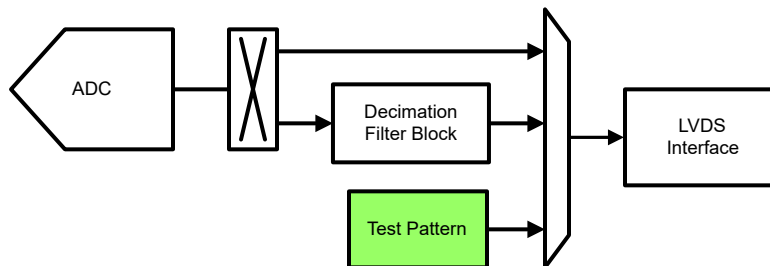 ADC
Decimation
Filter Block
LVDS
Interface
Test Pattern